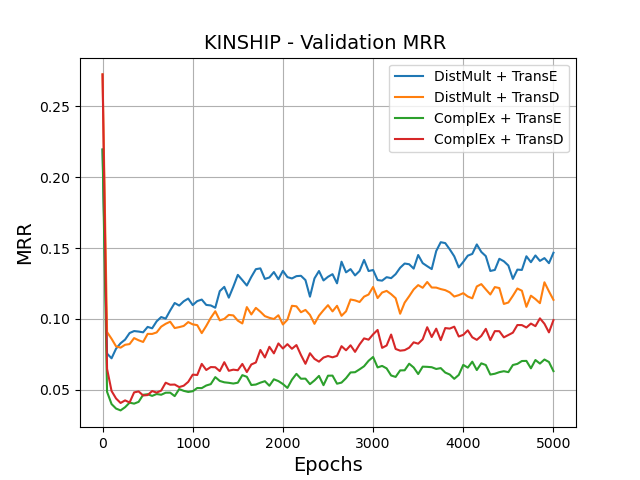 KINSHIP - Validation MRR
DistMult + TransE
DistMult + TransD
ComplEx + TransE
ComplEx + TransD
0.25
0.20
0.15
0.10
0.05
MRR
0 1000 2000 3000 4000 5000
Epochs